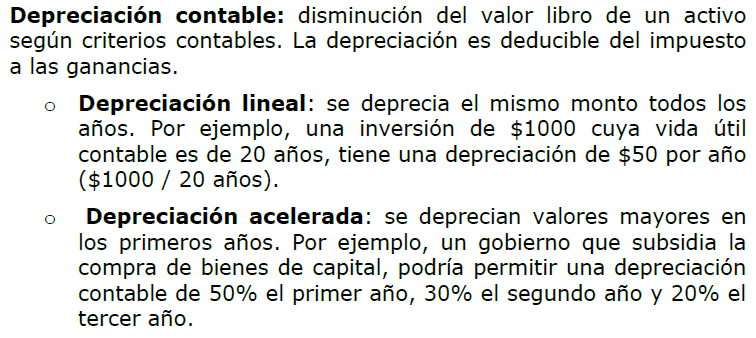 Depreciación contable: disminución del valor libro de un activo
según criterios contables. La depreciación es deducible del impuesto
a las ganancias.
o Depreciación lineal: se deprecia el mismo monto todos los
años. Por ejemplo, una inversión de $1000 cuya vida útil
contable es de 20 años, tiene una depreciación de $50 por año
($1000 / 20 años).
o Depreciación acelerada: se deprecian valores mayores en
los primeros años. Por ejemplo, un gobierno que subsidia la
compra de bienes de capital, podría permitir una depreciación
contable de 50% el primer año, 30% el segundo año y 20% el
tercer año.